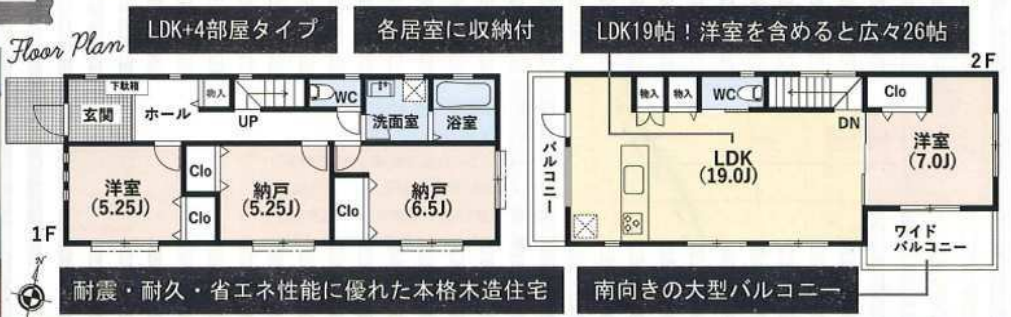 Floor Plan
LDK+4部屋タイプ
各居室に収納付
LDK19帖！洋室を含めると広々26帖
2F
下駄箱
玄関
ホール
物入
UP
WC
洗面室
浴室
洋室
(5.25J)
Clo
Clo
納戸
(5.25J)
Clo
納戸
(6.5J)
1F
バルコニー
物入
物入
WC
DN
Clo
LDK
(19.0J)
洋室
(7.0J)
ワイド
バルコニー
N
耐震・耐久・省エネ性能に優れた本格木造住宅
南向きの大型バルコニー